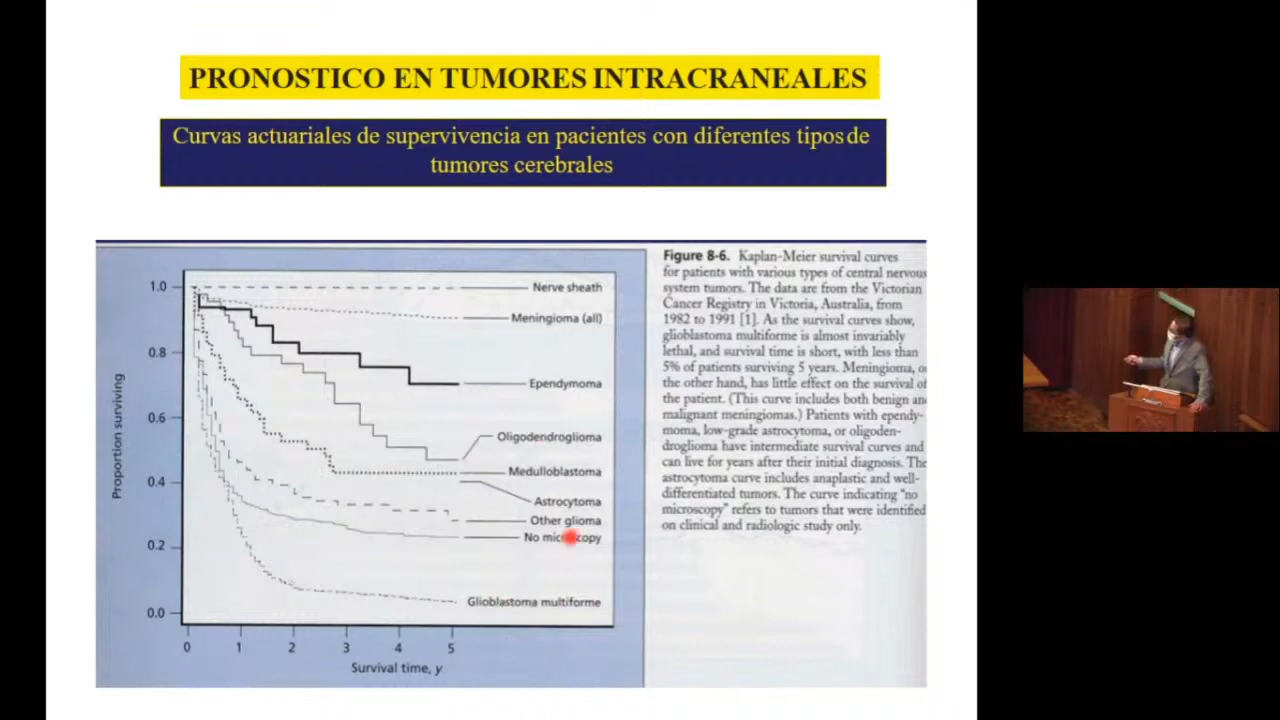 PRONOSTICO EN TUMORES INTRACRANEALES
Curvas actuariales de supervivencia en pacientes con diferentes tipos de
tumores cerebrales
Proportion surviving
1.0
0.8
0.6
0.4
0.2
0.0
0
1
2
3
4
5
Survival time, y
Nerve sheath
Meningioma (all)
Ependymoma
Oligodendroglioma
Medulloblastoma
Astrocytoma
Other glioma
No microscopy
Glioblastoma multiforme
Figure 8-6. Kaplan-Meier survival curves
for patients with various types of central nervous
system tumors. The data are from the Victorian
Cancer Registry in Victoria, Australia, from
1982 to 1991 [1]. As the survival curves show,
glioblastoma multiforme is almost invariably
lethal, and survival time is short, with less than
5% of patients surviving 5 years. Meningioma, o
the other hand, has little effect on the survival of
the patient. (This curve includes both benign an
malignant meningiomas.) Patients with ependy-
moma, low-grade astrocytoma, or oligoden-
droglioma have intermediate survival curves and
can live for years after their initial diagnosis. The
astrocytoma curve includes anaplastic and well-
differentiated tumors. The curve indicating "no
microscopy" refers to tumors that were identified
on clinical and radiologic study only.